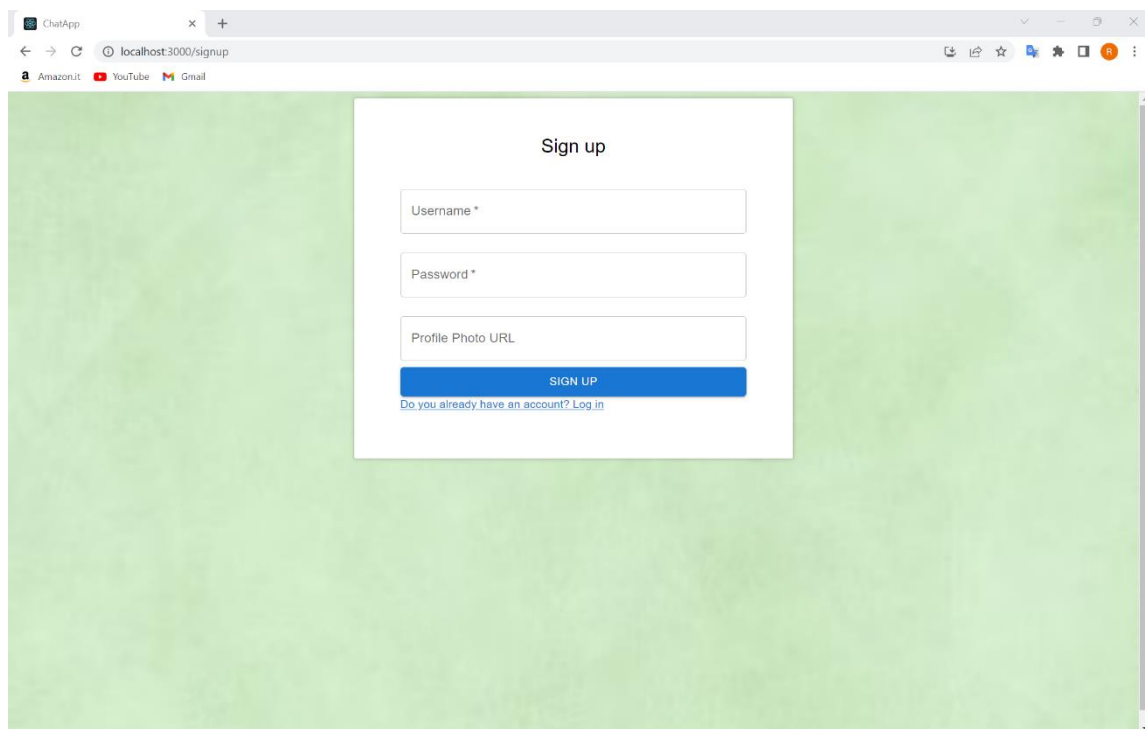 ChatApp
localhost:3000/signup
R
a Amazon.it YouTube Gmail
Sign up
Username *
Password *
Profile Photo URL
SIGN UP
Do you already have an account? Log in